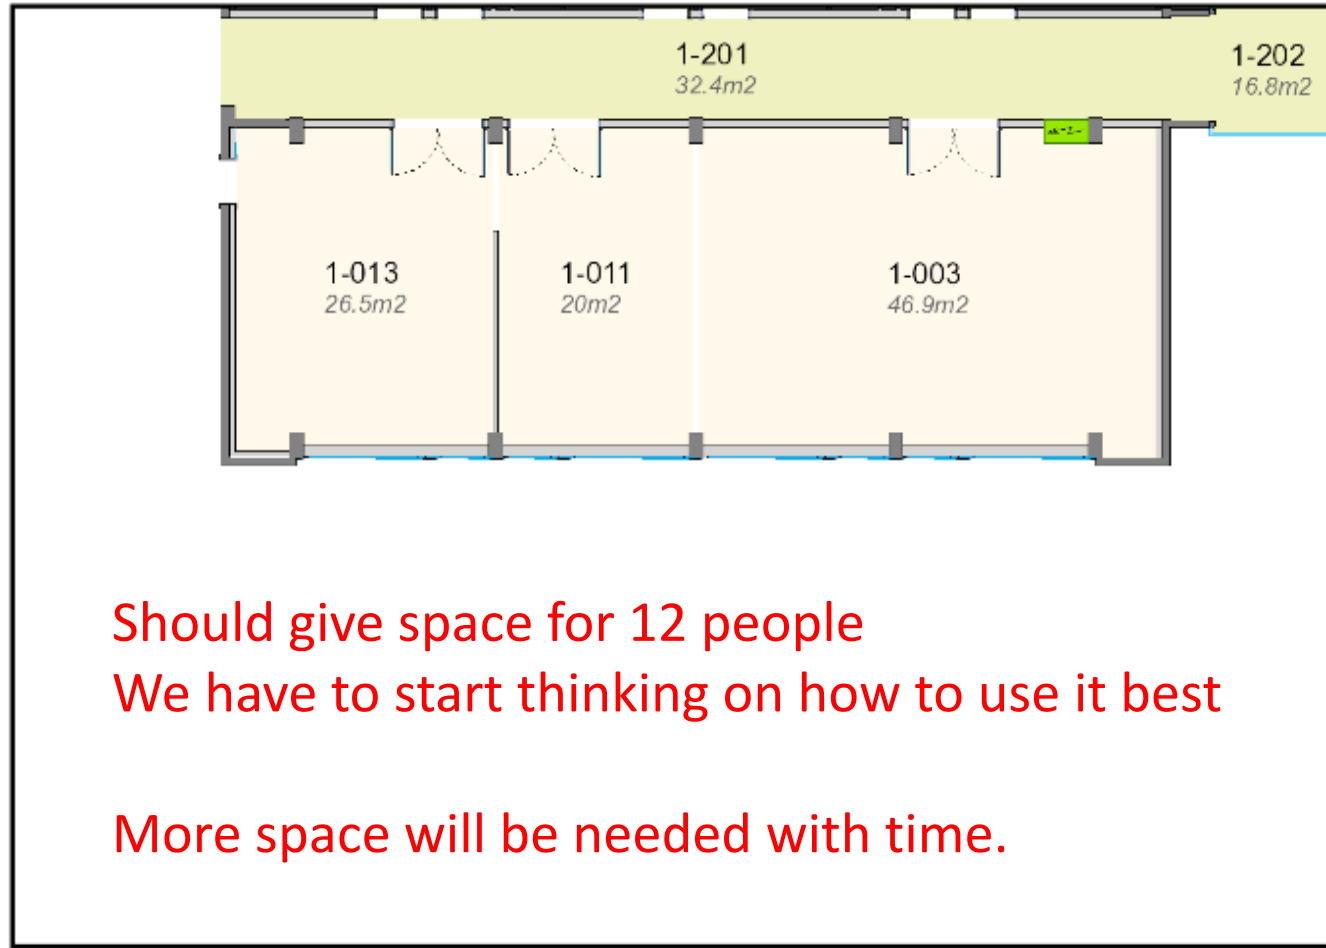 1-201
32.4m2
1-202
16.8m2
1-013
26.5m2
1-011
20m2
1-003
46.9m2
Should give space for 12 people
We have to start thinking on how to use it best
More space will be needed with time.